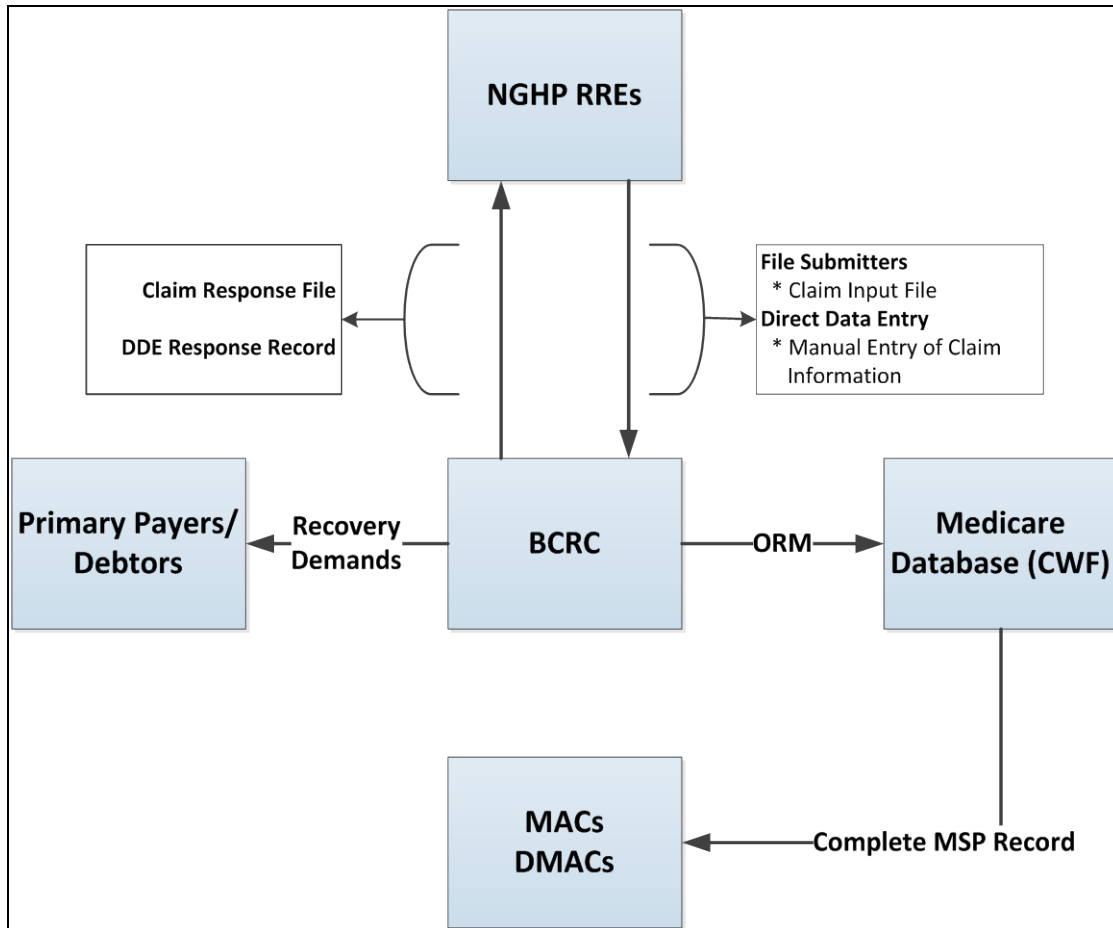 NGHP RREs
Claim Response File
DDE Response Record
File Submitters
* Claim Input File
Direct Data Entry
* Manual Entry of Claim
Information
Primary Payers/
Debtors
Recovery
Demands
BCRC
ORM
Medicare
Database (CWF)
MACs
DMACs
Complete MSP Record